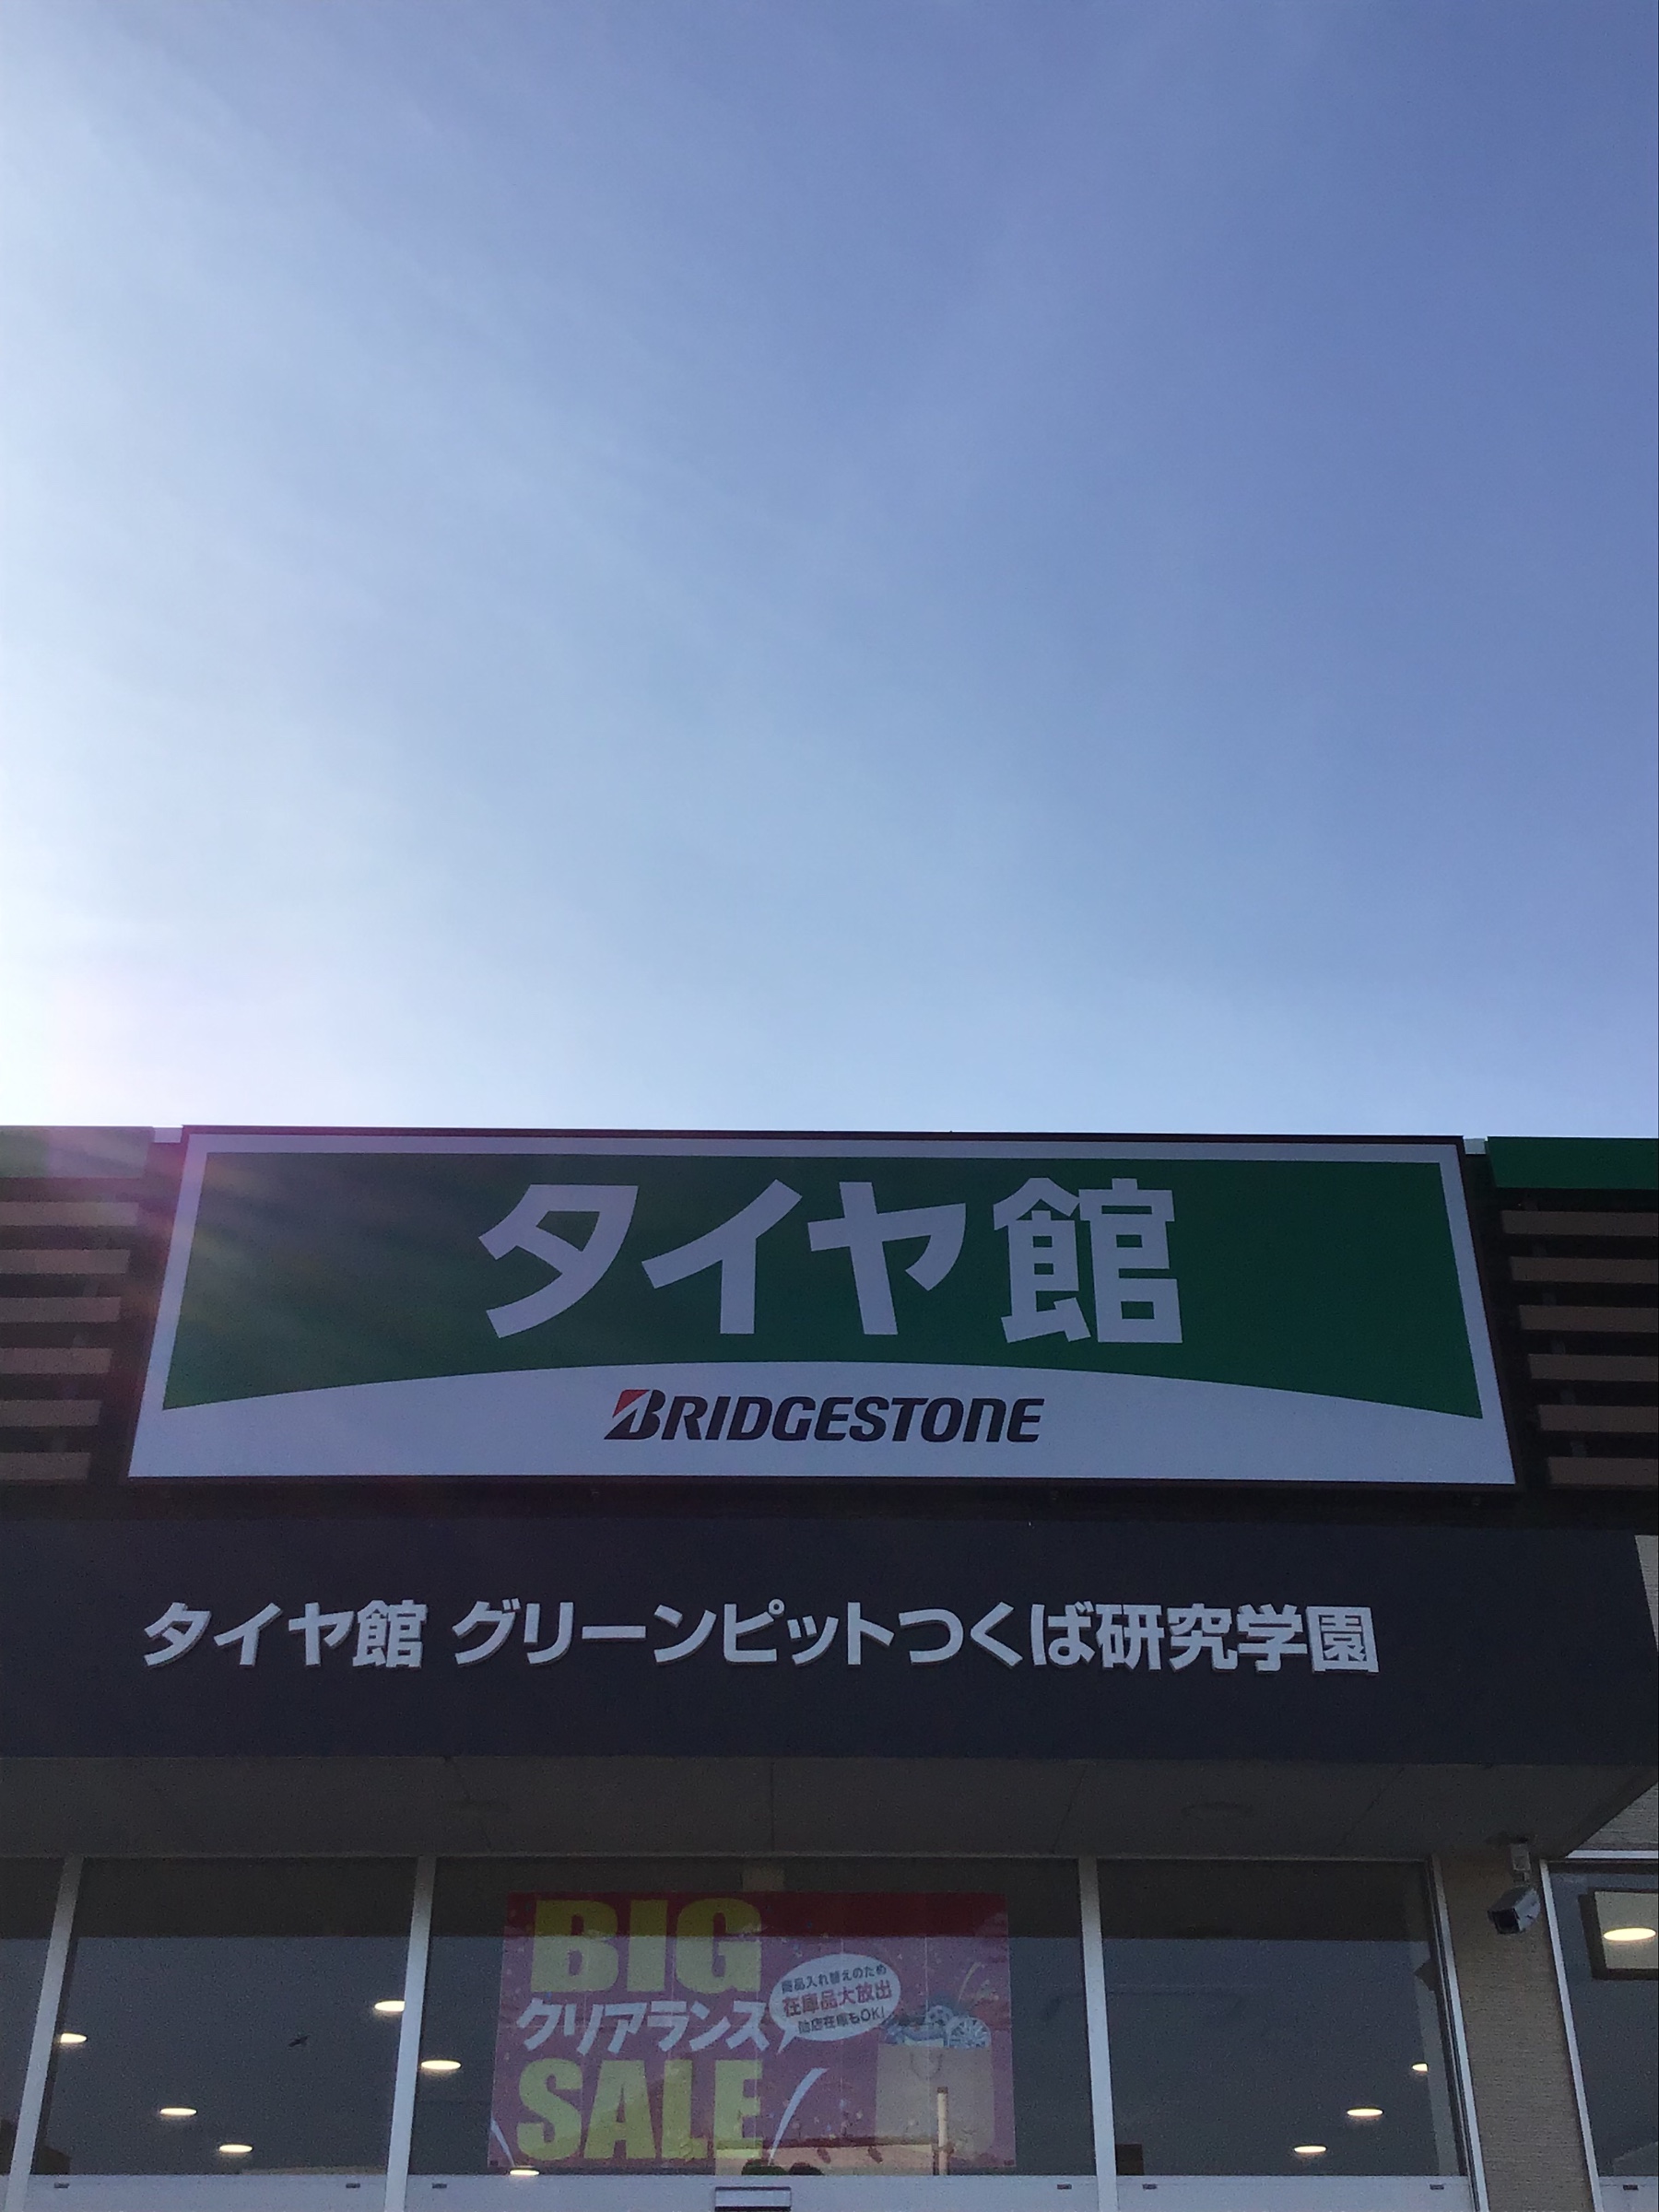 タイヤ館
BRIDGESTONE
タイヤ館 グリーンピットつくば研究学園
BIG
クリアランス
SALE
商品入れ替えのため
在庫品大放出
他店在庫もOK!